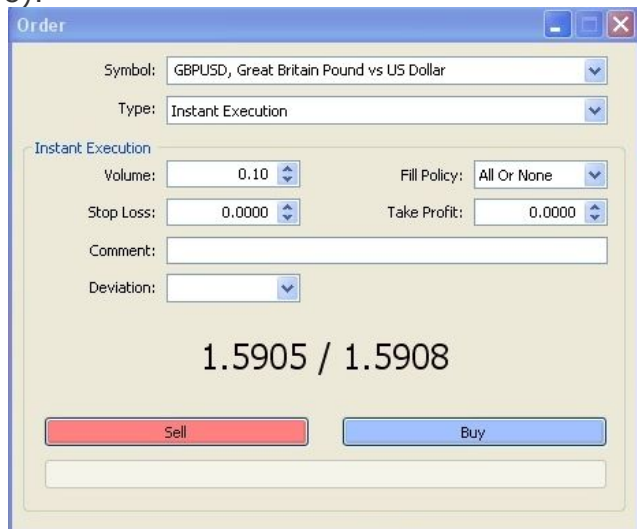 Order
Symbol: GBPUSD, Great Britain Pound vs US Dollar
Type: Instant Execution
Instant Execution
Volume: 0.10 Fill Policy: All Or None
Stop Loss: 0.0000 Take Profit: 0.0000
Comment:
Deviation:
1.5905 / 1.5908
Sell Buy